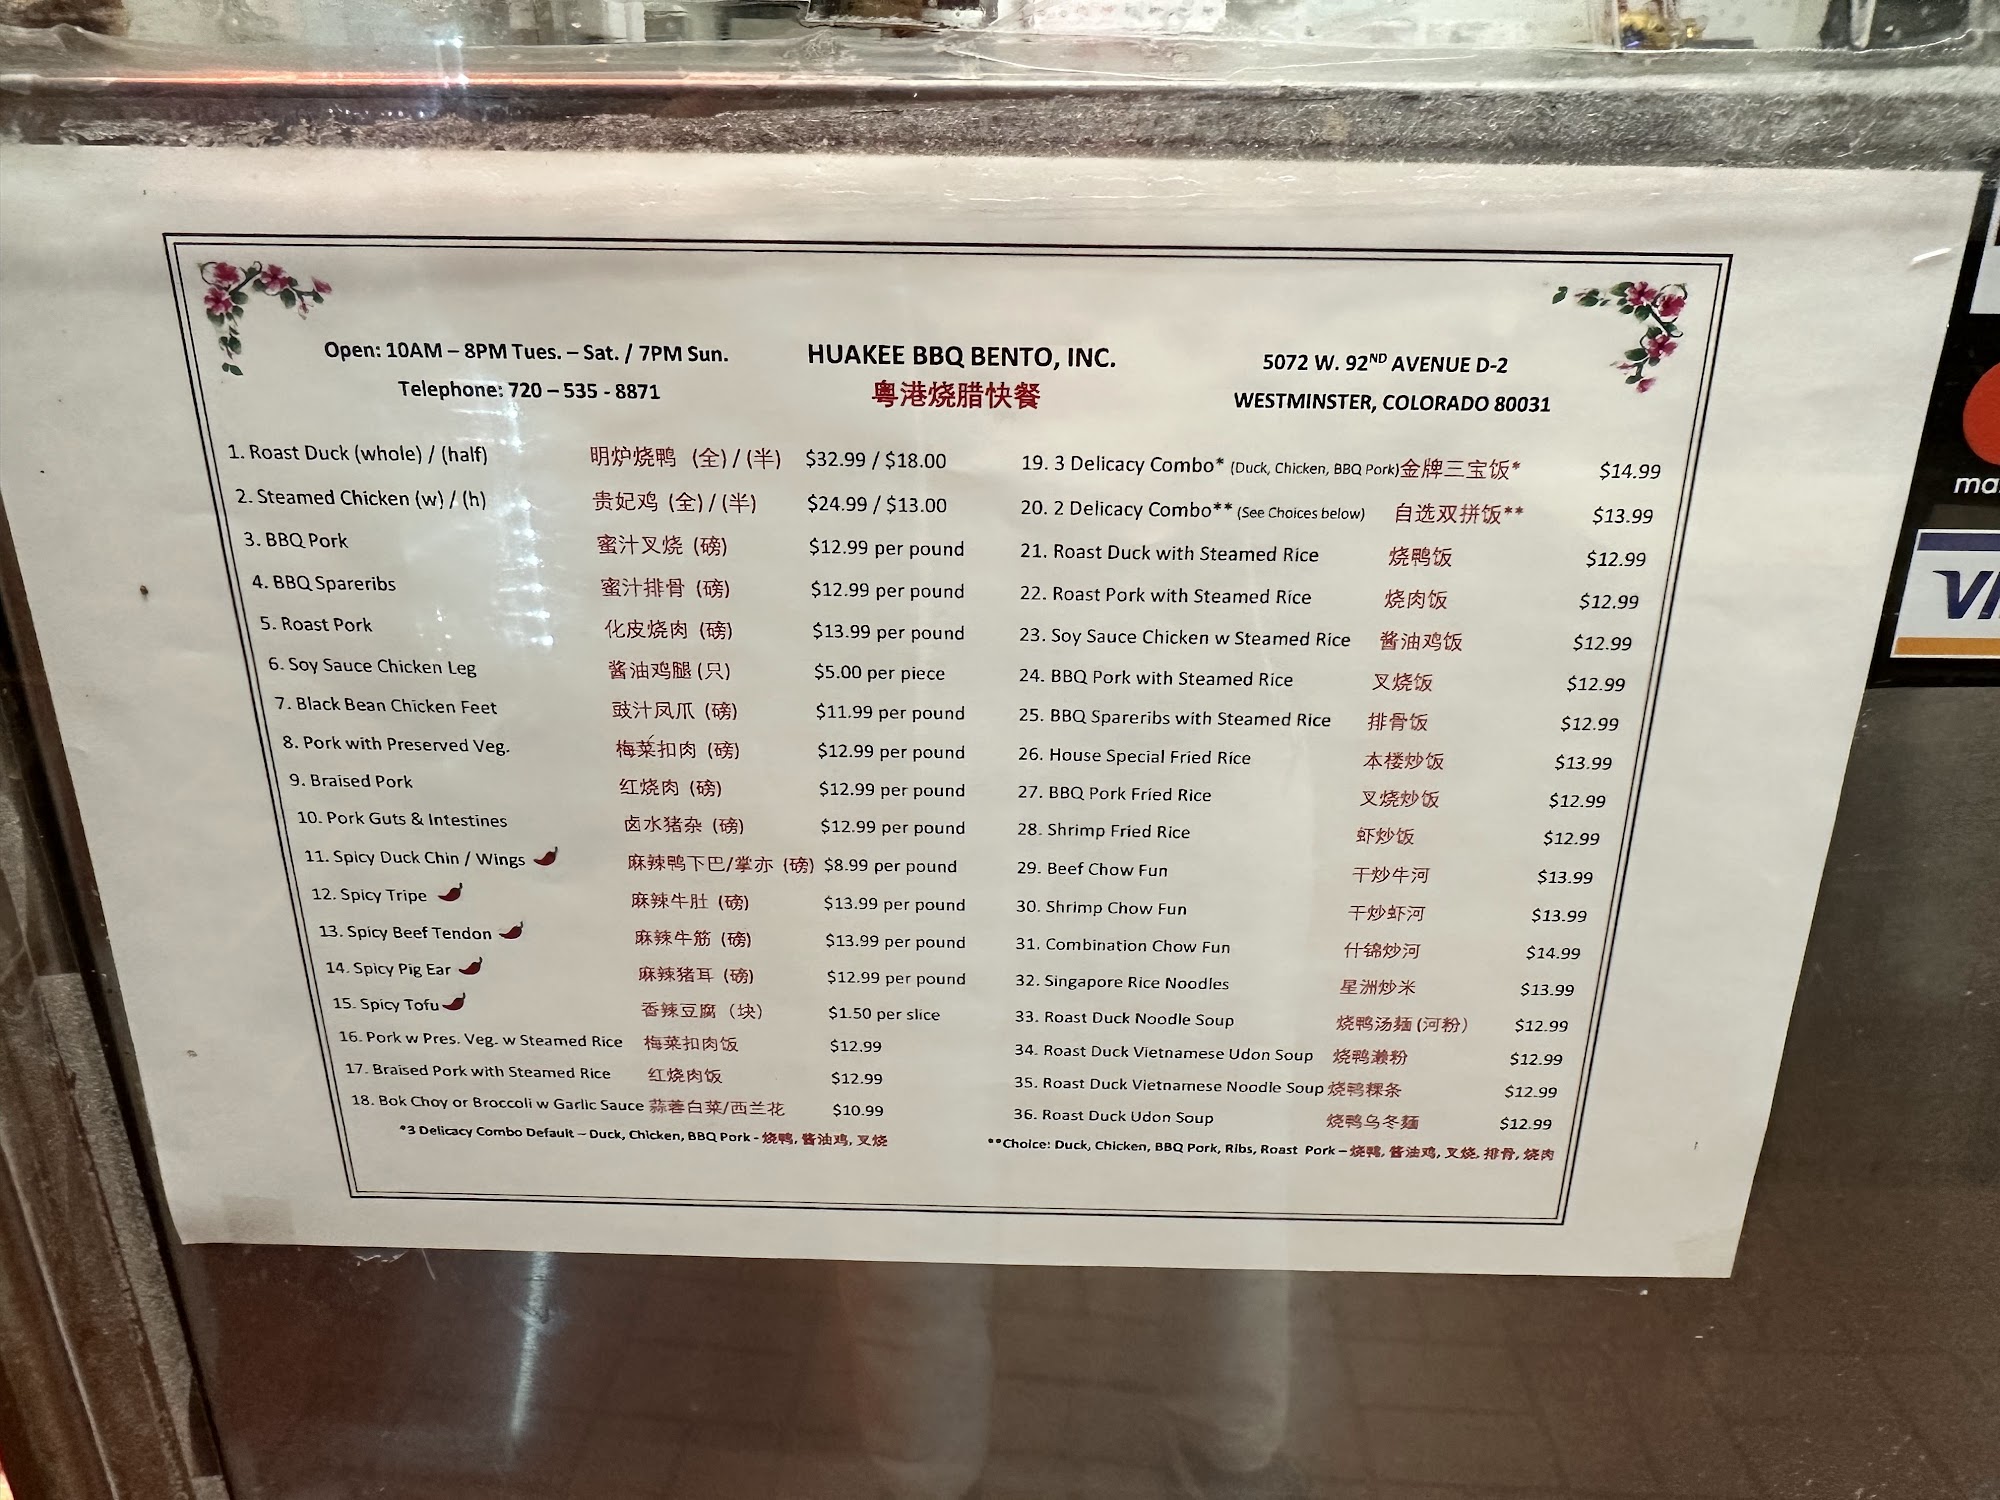 Open: 10AM – 8PM Tues. – Sat. / 7PM Sun.
Telephone: 720 – 535 - 8871
HUAKEE BBQ BENTO, INC.
粤港烧腊快餐
5072 W. 92ND AVENUE D-2
WESTMINSTER, COLORADO 80031
1. Roast Duck (whole) / (half) 明炉烧鸭 (全) / (半) $32.99 / $18.00
2. Steamed Chicken (w) / (h) 贵妃鸡 (全) / (半) $24.99 / $13.00
3. BBQ Pork 蜜汁叉烧 (磅) $12.99 per pound
4. BBQ Spareribs 蜜汁排骨 (磅) $12.99 per pound
5. Roast Pork 化皮烧肉 (磅) $13.99 per pound
6. Soy Sauce Chicken Leg 酱油鸡腿 (只) $5.00 per piece
7. Black Bean Chicken Feet 豉汁凤爪 (磅) $11.99 per pound
8. Pork with Preserved Veg. 梅菜扣肉 (磅) $12.99 per pound
9. Braised Pork 红烧肉 (磅) $12.99 per pound
10. Pork Guts & Intestines 卤水猪杂 (磅) $12.99 per pound
11. Spicy Duck Chin / Wings 麻辣鸭下巴/掌亦 (磅) $8.99 per pound
12. Spicy Tripe 麻辣牛肚 (磅) $13.99 per pound
13. Spicy Beef Tendon 麻辣牛筋 (磅) $13.99 per pound
14. Spicy Pig Ear 麻辣猪耳 (磅) $12.99 per pound
15. Spicy Tofu 香辣豆腐 (块) $1.50 per slice
16. Pork w Pres. Veg. w Steamed Rice 梅菜扣肉饭 $12.99
17. Braised Pork with Steamed Rice 红烧肉饭 $12.99
18. Bok Choy or Broccoli w Garlic Sauce 蒜蓉白菜/西兰花 $10.99
*3 Delicacy Combo Default – Duck, Chicken, BBQ Pork - 烧鸭, 酱油鸡, 叉烧
19. 3 Delicacy Combo* (Duck, Chicken, BBQ Pork) 金牌三宝饭* $14.99
20. 2 Delicacy Combo** (See Choices below) 自选双拼饭** $13.99
21. Roast Duck with Steamed Rice 烧鸭饭 $12.99
22. Roast Pork with Steamed Rice 烧肉饭 $12.99
23. Soy Sauce Chicken w Steamed Rice 酱油鸡饭 $12.99
24. BBQ Pork with Steamed Rice 叉烧饭 $12.99
25. BBQ Spareribs with Steamed Rice 排骨饭 $12.99
26. House Special Fried Rice 本楼炒饭 $13.99
27. BBQ Pork Fried Rice 叉烧炒饭 $12.99
28. Shrimp Fried Rice 虾炒饭 $12.99
29. Beef Chow Fun 干炒牛河 $13.99
30. Shrimp Chow Fun 干炒虾河 $13.99
31. Combination Chow Fun 什锦炒河 $14.99
32. Singapore Rice Noodles 星洲炒米 $13.99
33. Roast Duck Noodle Soup 烧鸭汤麺 (河粉) $12.99
34. Roast Duck Vietnamese Udon Soup 烧鸭濑粉 $12.99
35. Roast Duck Vietnamese Noodle Soup 烧鸭粿条 $12.99
36. Roast Duck Udon Soup 烧鸭乌冬麺 $12.99
**Choice: Duck, Chicken, BBQ Pork, Ribs, Roast Pork – 烧鸭, 酱油鸡, 叉烧, 排骨, 烧肉